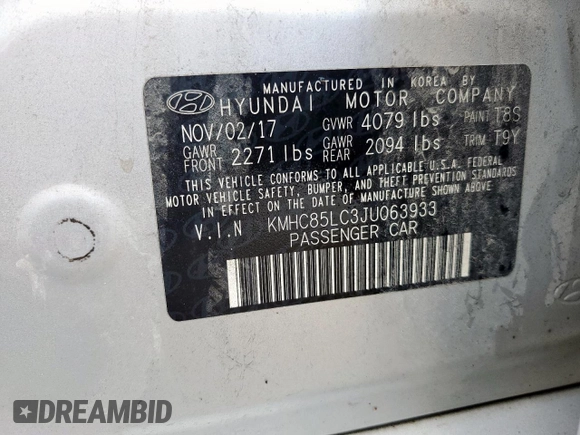 MANUFACTURED IN KOREA BY
HYUNDAI MOTOR COMPANY
NOV/02/17 GVWR 4079 lbs PAINT T8S
GAWR FRONT 2271 lbs GAWR REAR 2094 lbs TRIM T9Y
THIS VEHICLE CONFORMS TO ALL APPLICABLE U.S.A. FEDERAL
MOTOR VEHICLE SAFETY, BUMPER, AND THEFT PREVENTION STANDARDS
IN EFFECT ON THE DATE OF MANUFACTURE SHOWN ABOVE
V.I.N KMHC85LC3JU063933
PASSENGER CAR
DREAMBID